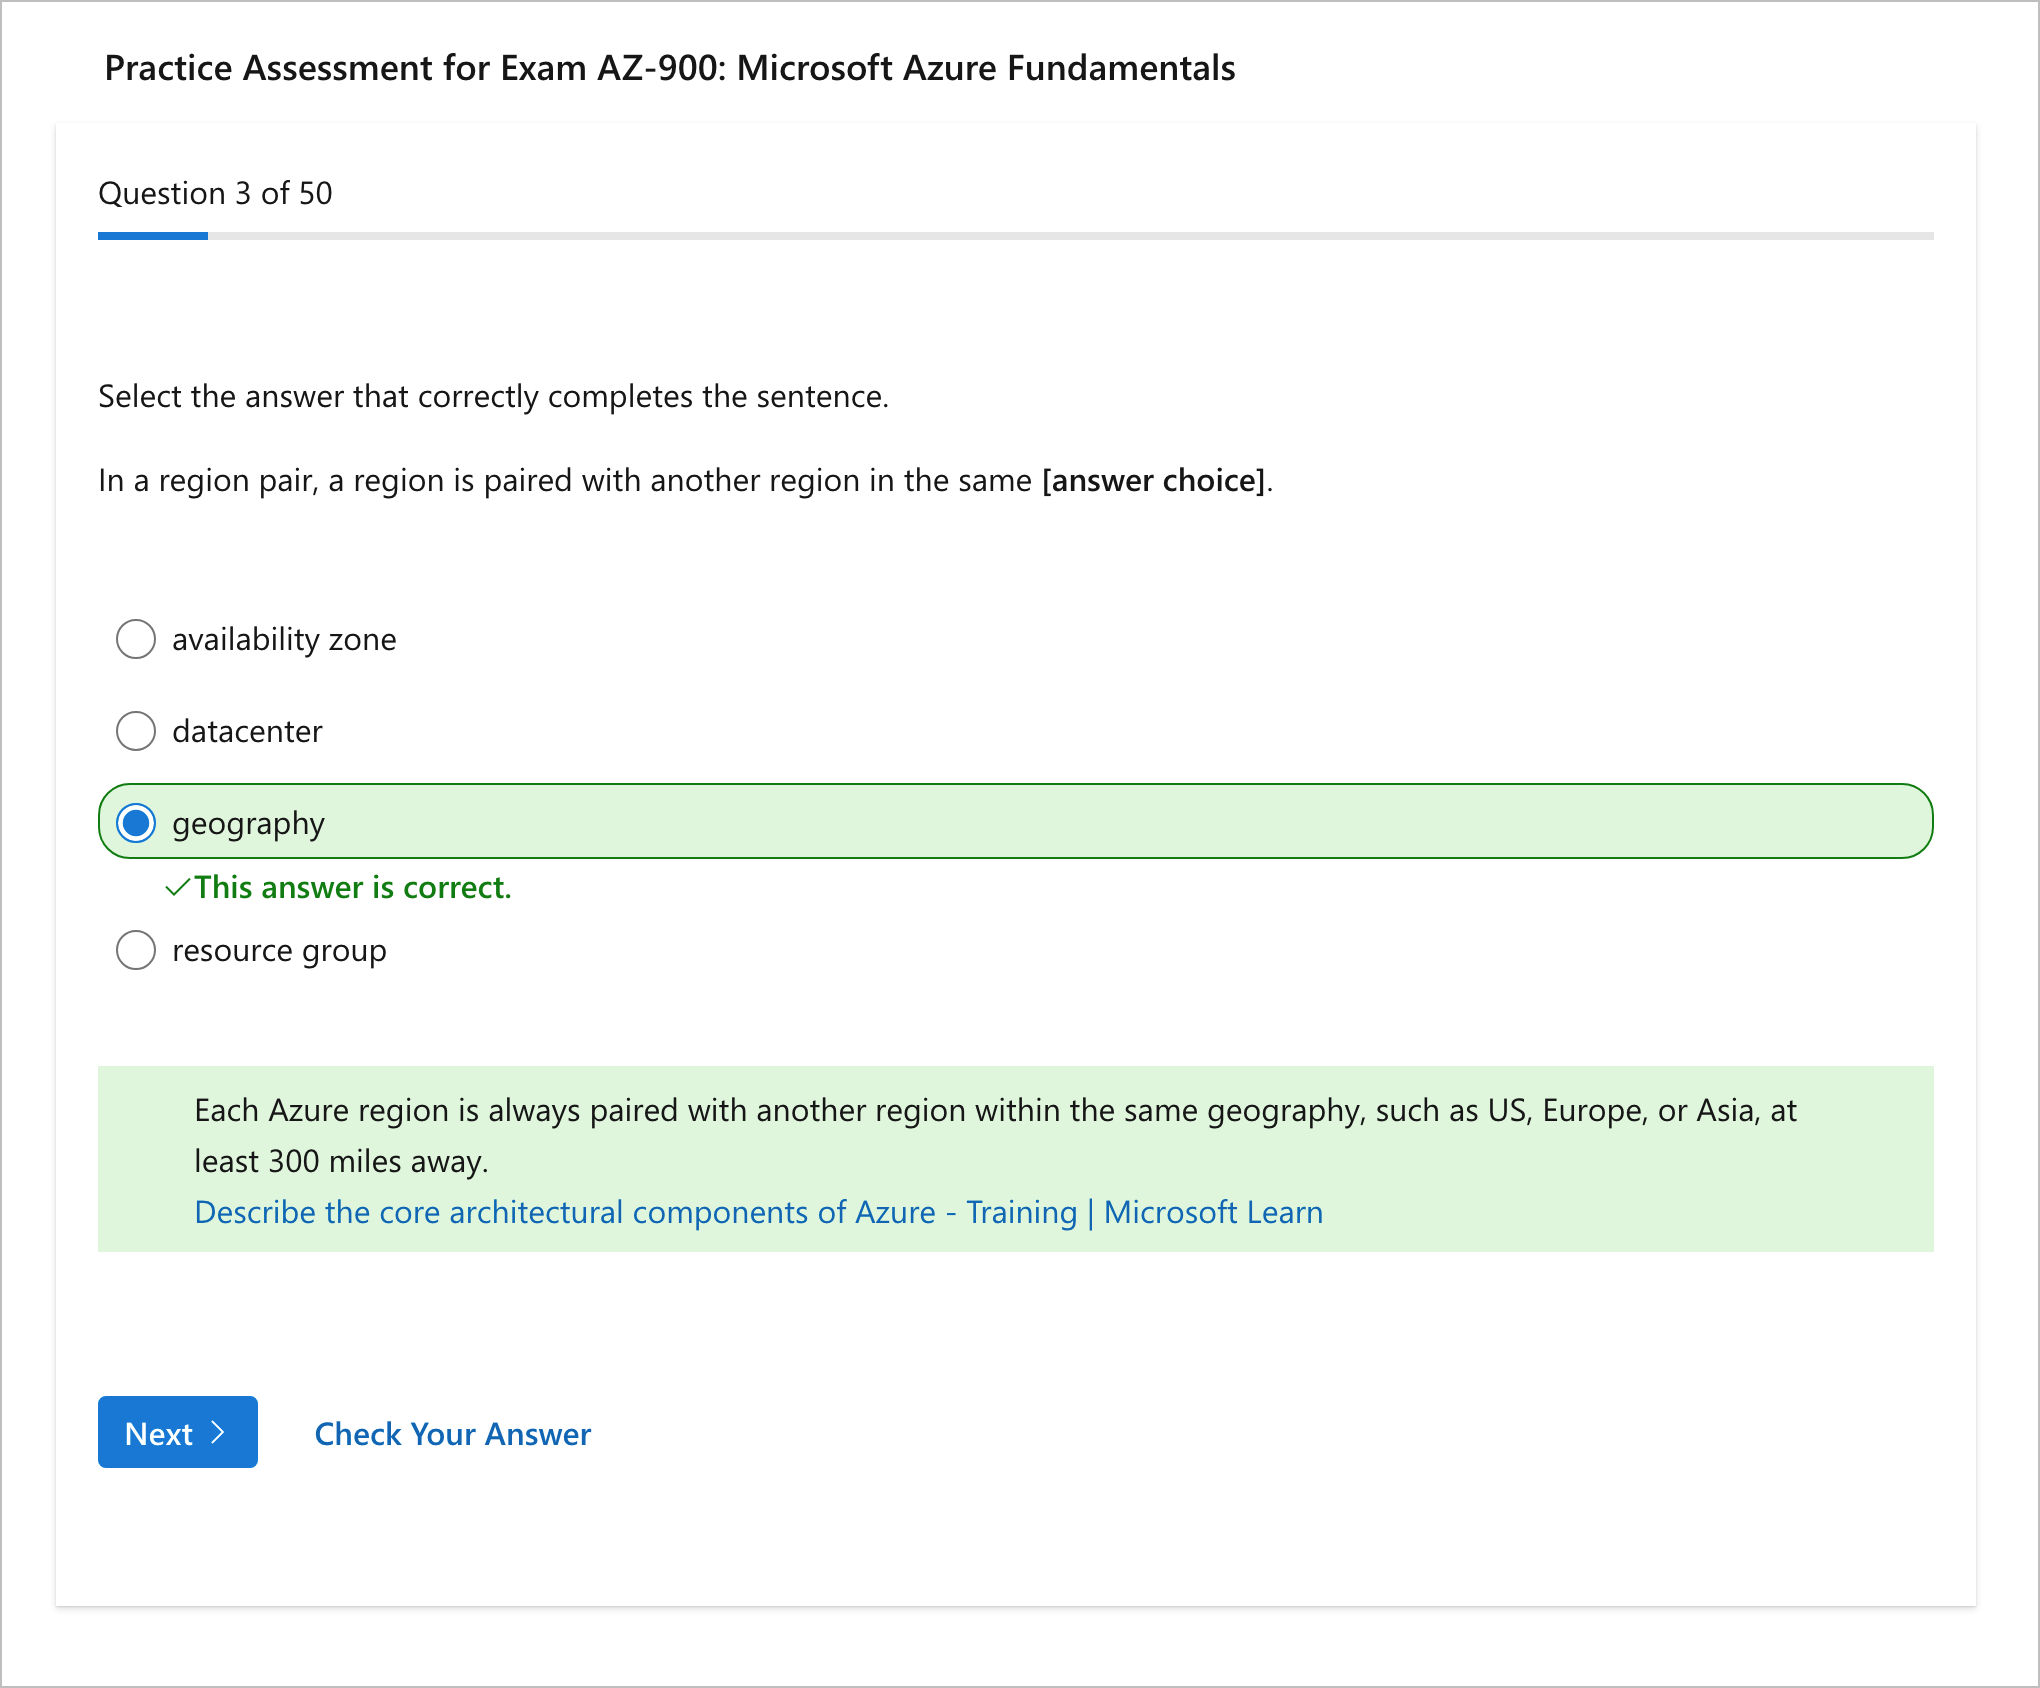 Practice Assessment for Exam AZ-900: Microsoft Azure Fundamentals
Question 3 of 50
Select the answer that correctly completes the sentence.
In a region pair, a region is paired with another region in the same [answer choice].
availability zone
datacenter
geography
This answer is correct.
resource group
Each Azure region is always paired with another region within the same geography, such as US, Europe, or Asia, at
least 300 miles away.
Describe the core architectural components of Azure - Training | Microsoft Learn
Next
Check Your Answer